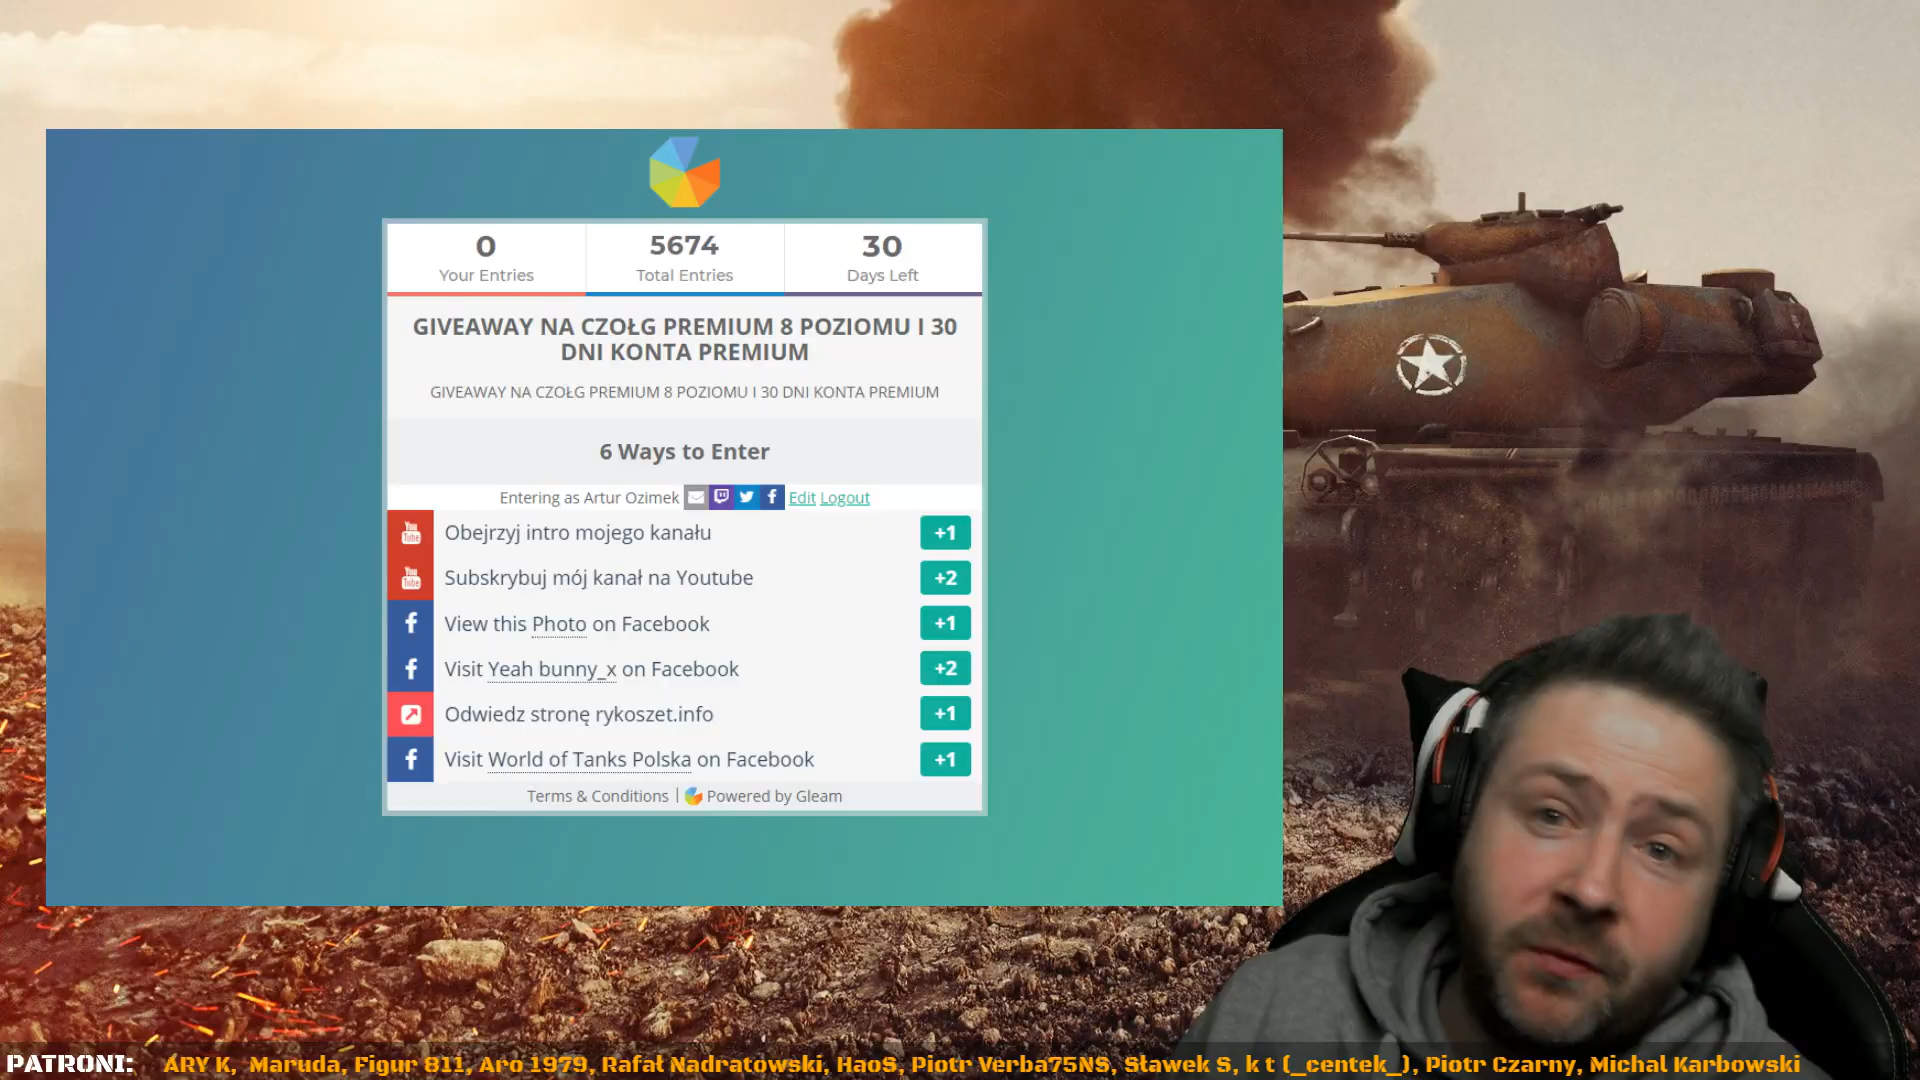 0
Your Entries
5674
Total Entries
30
Days Left
GIVEAWAY NA CZOŁG PREMIUM 8 POZIOMU I 30
DNI KONTA PREMIUM
GIVEAWAY NA CZOŁG PREMIUM 8 POZIOMU I 30 DNI KONTA PREMIUM
6 Ways to Enter
Entering as Artur Ozimek Edit Logout
You Tube Obejrzyj intro mojego kanału +1
You Tube Subskrybuj mój kanał na Youtube +2
View this Photo on Facebook +1
Visit Yeah bunny_x on Facebook +2
Odwiedz stronę rykoszet.info +1
Visit World of Tanks Polska on Facebook +1
Terms & Conditions | Powered by Gleam
PATRONI: ARY K, Maruda, Figur 811, Aro 1979, Rafał Nadratowski, HaoS, Piotr Verba75NS, Sławek S, k t (_centek_), Piotr Czarny, Michal Karbowski